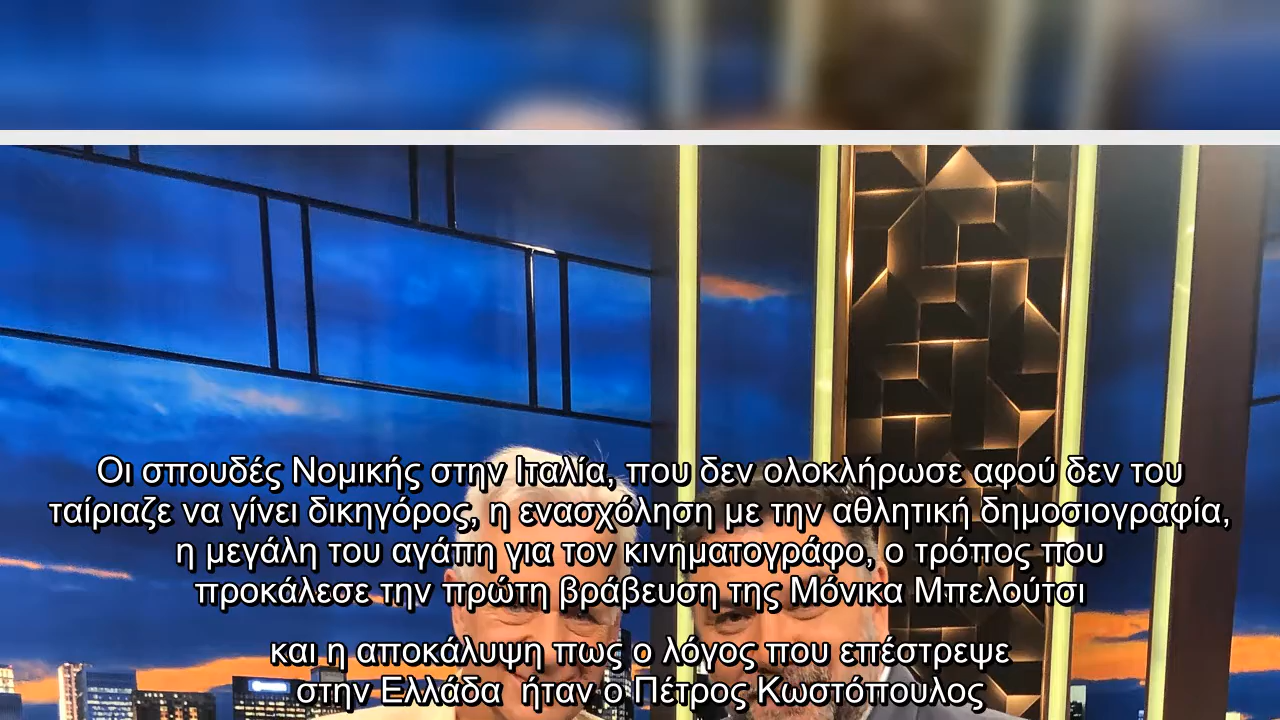 Οι σπουδές Νομικής στην Ιταλία, που δεν ολοκλήρωσε αφού δεν του
ταίριαζε να γίνει δικηγόρος, η ενασχόληση με την αθλητική δημοσιογραφία,
η μεγάλη του αγάπη για τον κινηματογράφο, ο τρόπος που
προκάλεσε την πρώτη βράβευση της Μόνικα Μπελούτσι
και η αποκάλυψη πως ο λόγος που επέστρεψε
στην Ελλάδα  ήταν ο Πέτρος Κωστόπουλος